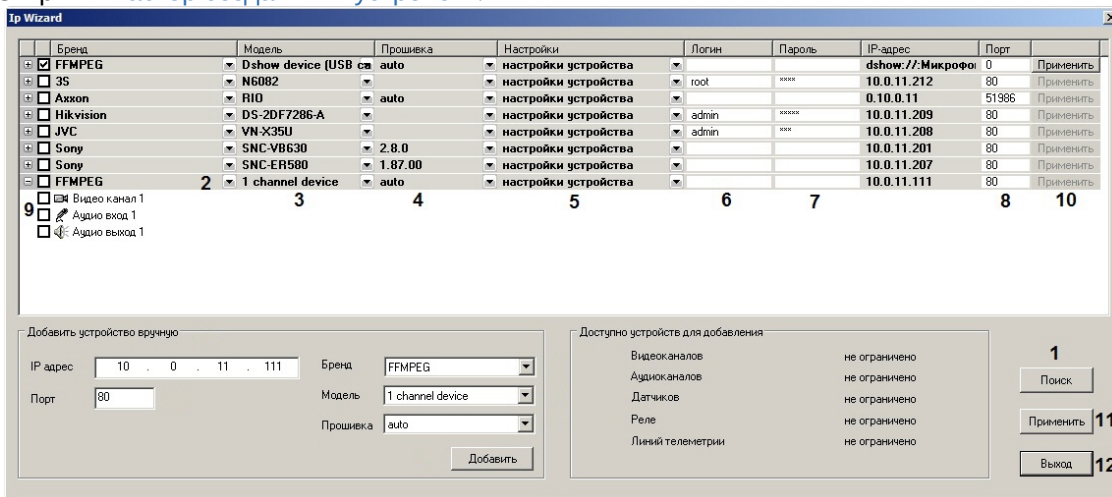 Ip Wizard
Бренд Модель Прошивка Настройки Логин Пароль IP-адрес Порт
FFMPEG Dshow device (USB ca auto настройки устройства dshow://:Микрофо 0 Применить
3S N6082 настройки устройства root **** 10.0.11.212 80 Применить
Axxon RIO auto настройки устройства 0.10.0.11 51986 Применить
Hikvision DS-2DF7286-A настройки устройства admin ***** 10.0.11.209 80 Применить
JVC VN-X35U настройки устройства admin *** 10.0.11.208 80 Применить
Sony SNC-VB630 2.8.0 настройки устройства 10.0.11.201 80 Применить
Sony SNC-ER580 1.87.00 настройки устройства 10.0.11.207 80 Применить
FFMPEG 2 1 channel device auto настройки устройства 10.0.11.111 80 Применить
Видео канал 1 3 4 5 6 7 8 10
9 Аудио вход 1
Аудио выход 1
Добавить устройство вручную
IP адрес 10 . 0 . 11 . 111 Бренд FFMPEG
Порт 80 Модель 1 channel device
Прошивка auto
Добавить
Доступно устройств для добавления
Видеоканалов не ограничено
Аудиоканалов не ограничено
Датчиков не ограничено
Реле не ограничено
Линий телеметрии не ограничено
1
Поиск
Применить 11
Выход 12